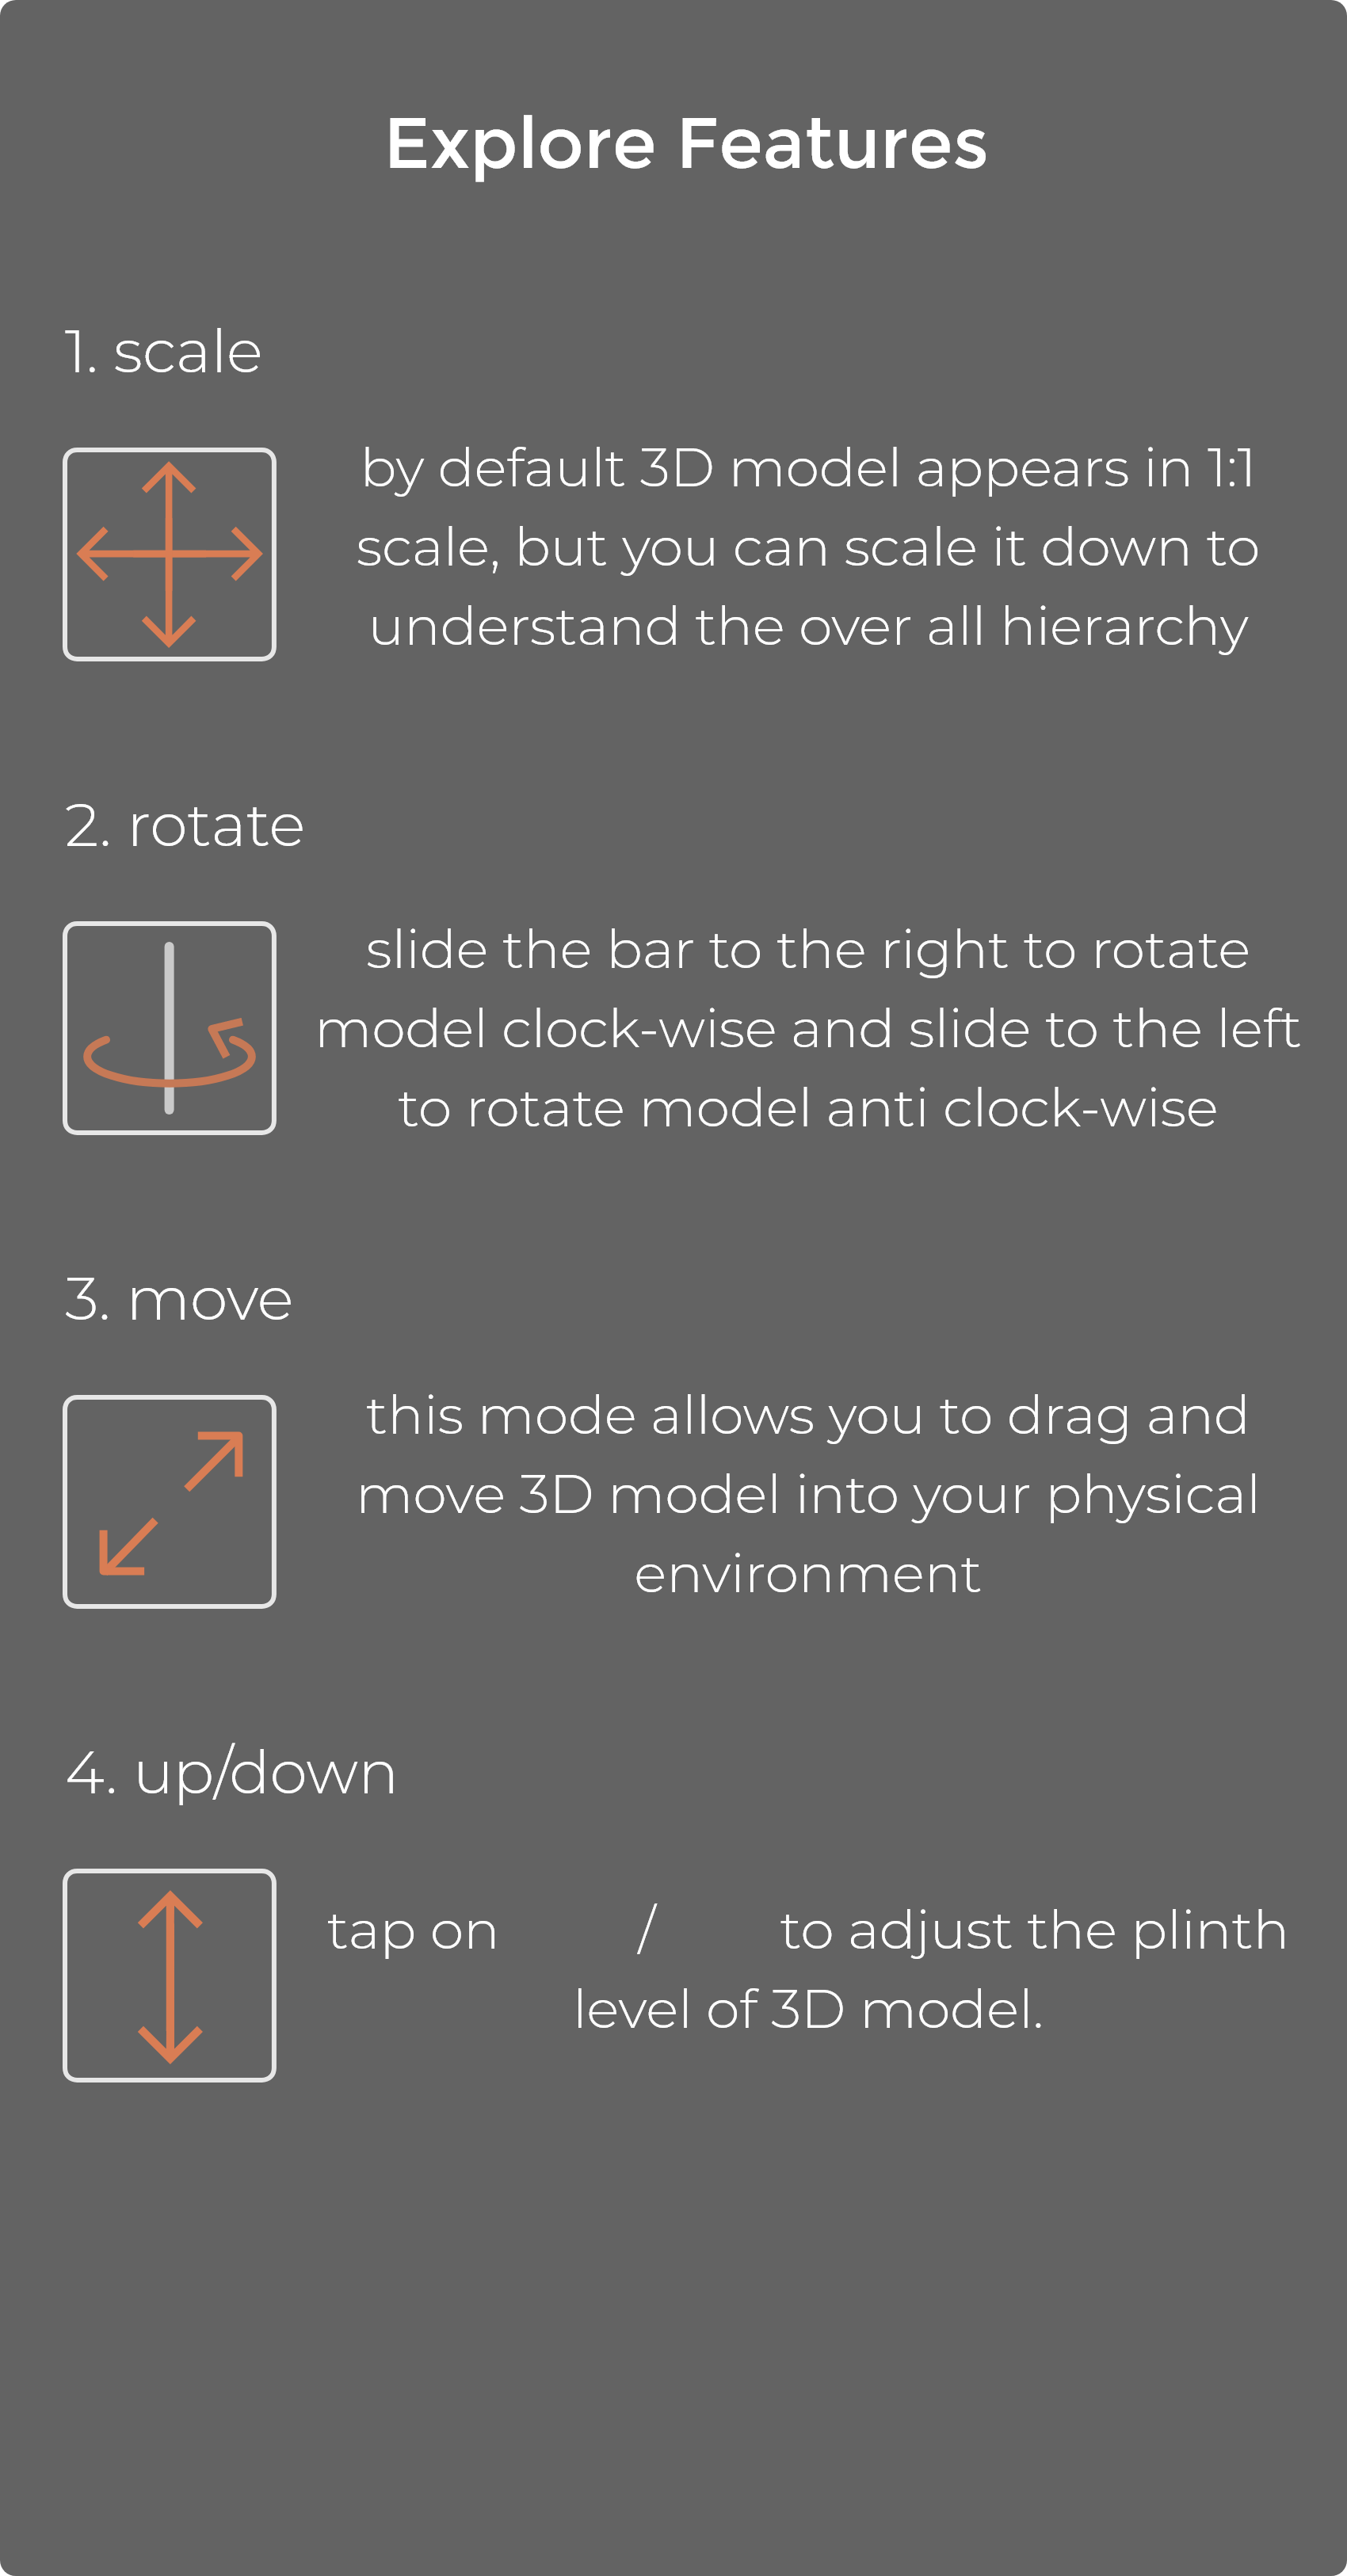 Explore Features
1. scale
by default 3D model appears in 1:1
scale, but you can scale it down to
understand the over all hierarchy
2. rotate
slide the bar to the right to rotate
model clock-wise and slide to the left
to rotate model anti clock-wise
3. move
this mode allows you to drag and
move 3D model into your physical
environment
4. up/down
tap on / to adjust the plinth
level of 3D model.